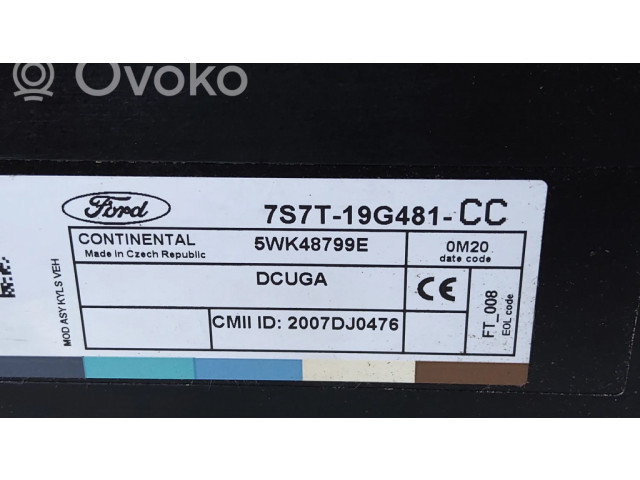 Ovoko
Ford
7S7T-19G481-CC
CONTINENTAL
Made in Czech Republic
5WK48799E
0M20
date code
DCUGA
CMII ID: 2007DJ0476
CE
FT_008
EOL code
MOD ASY KYLS VEH